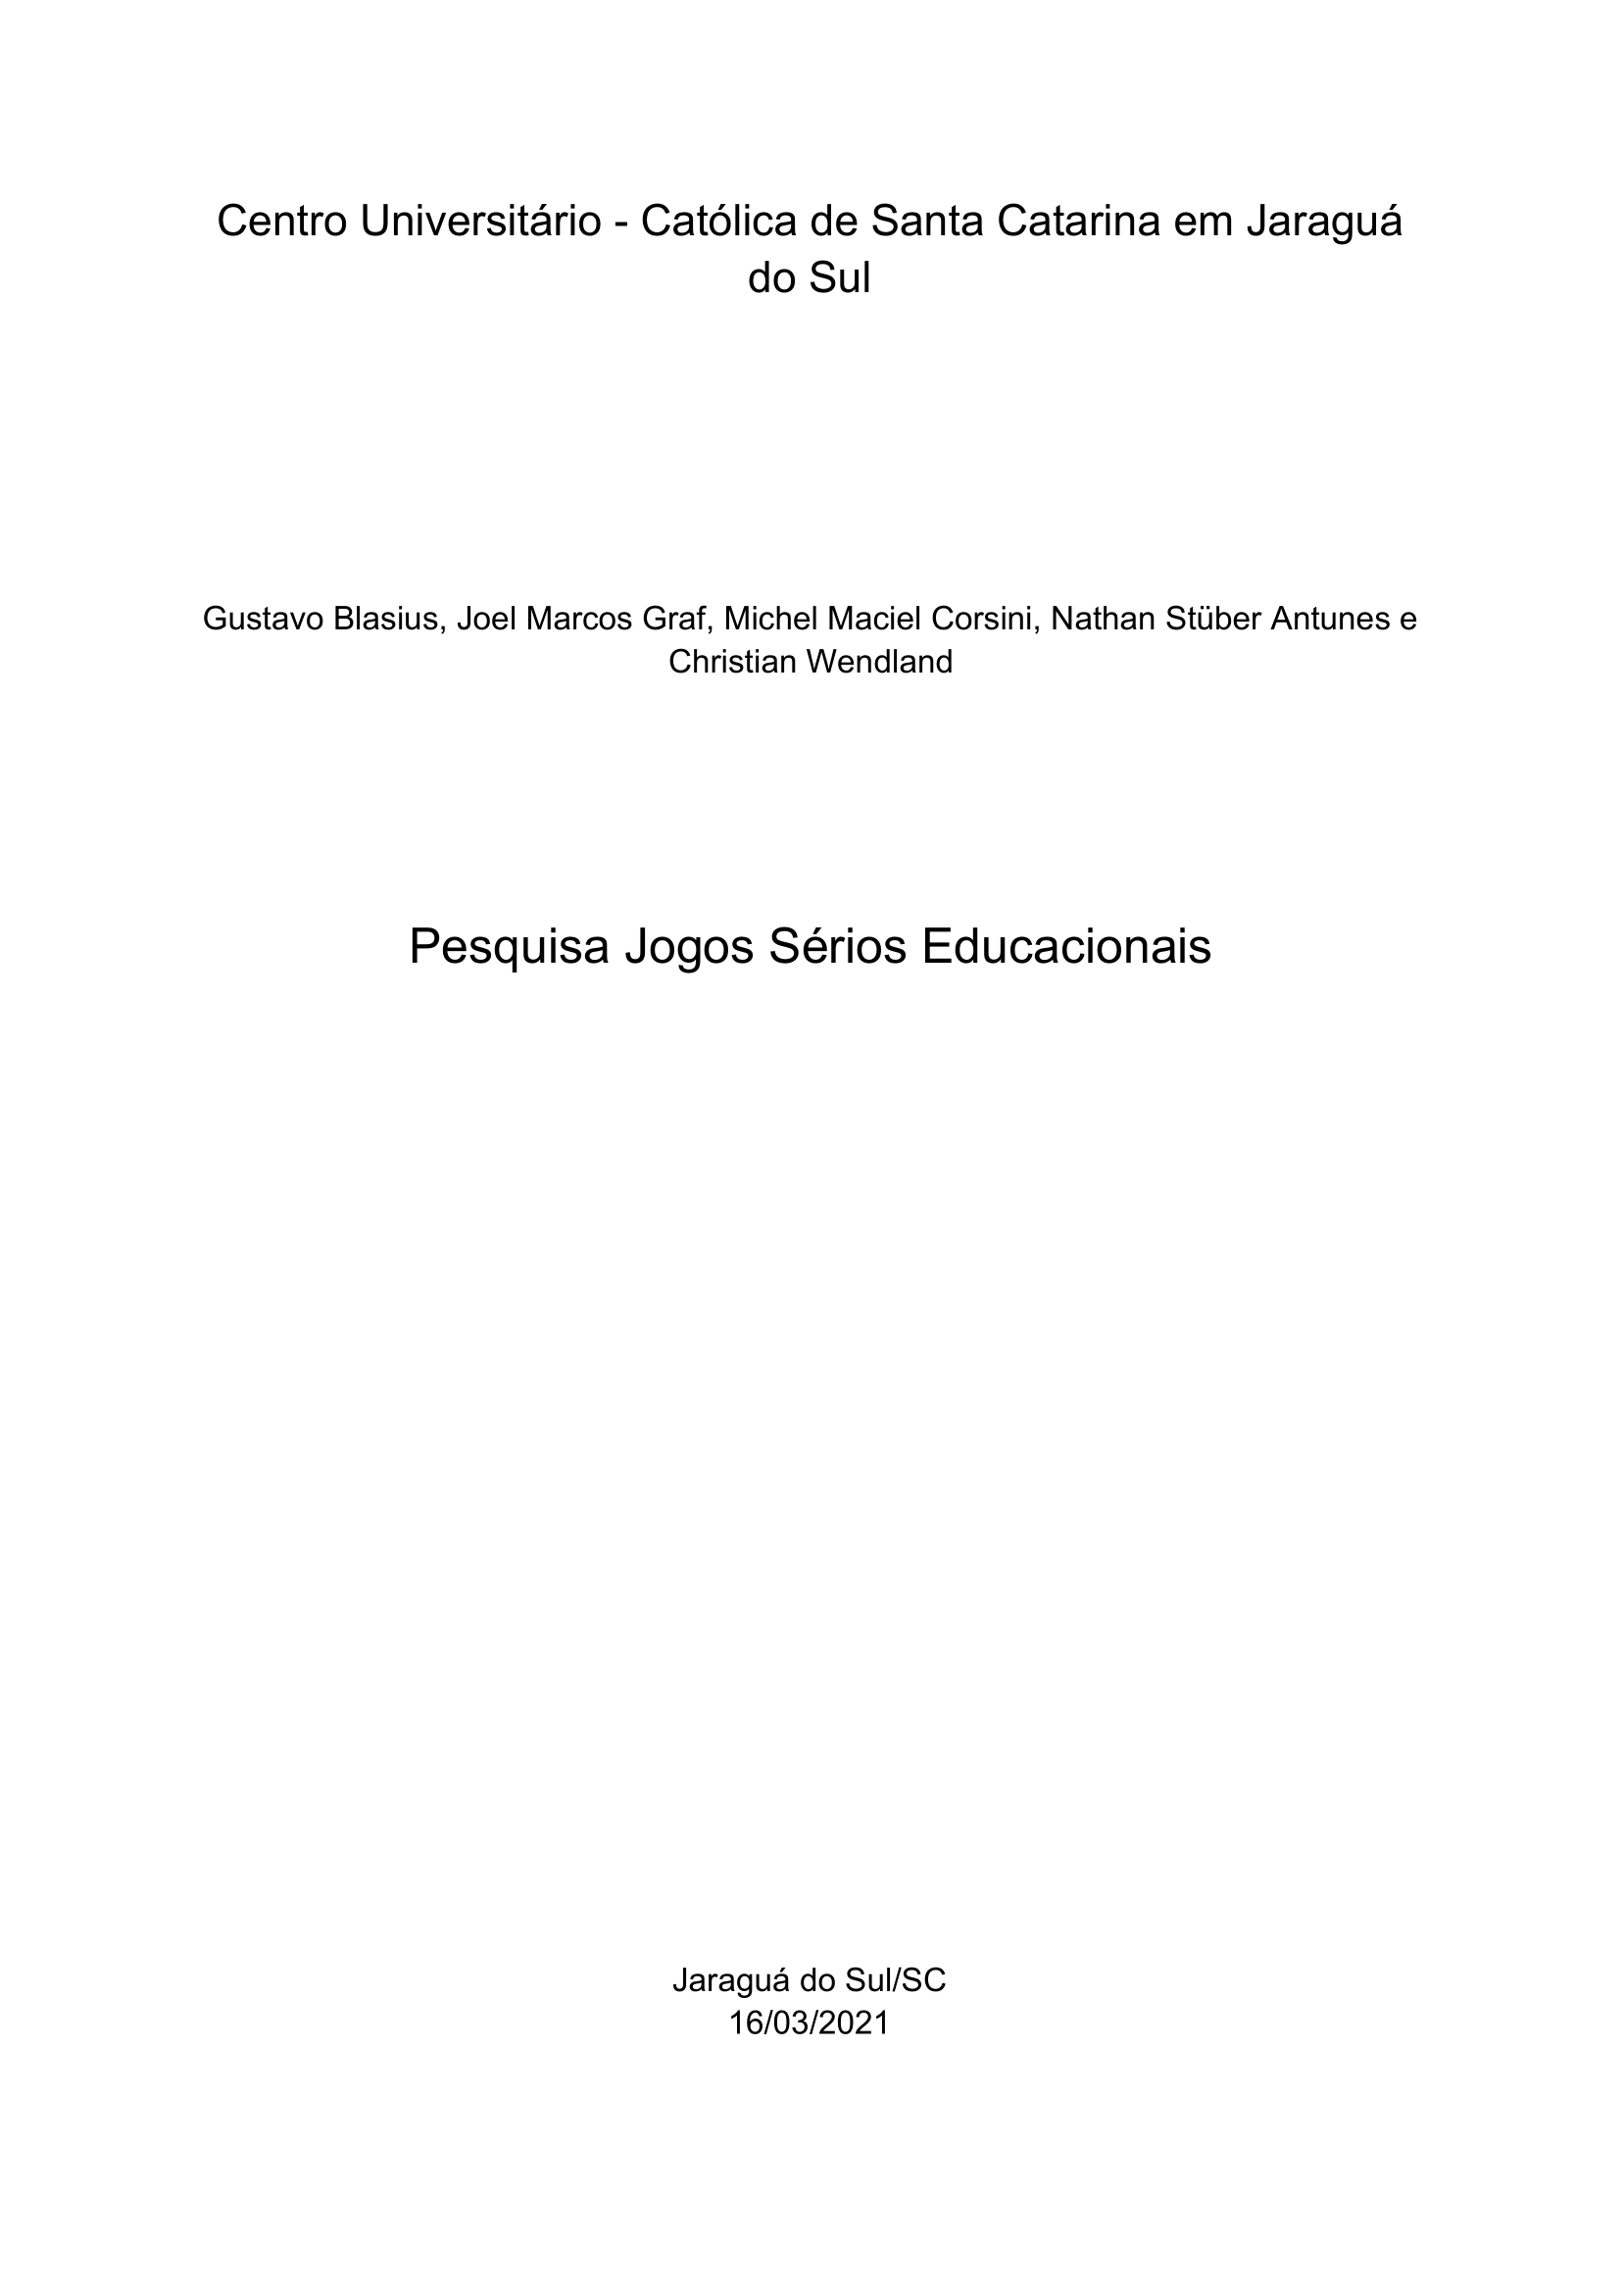 Centro Universitário - Católica de Santa Catarina em Jaraguá
do Sul
Gustavo Blasius, Joel Marcos Graf, Michel Maciel Corsini, Nathan Stüber Antunes e
Christian Wendland
Pesquisa Jogos Sérios Educacionais
Jaraguá do Sul/SC
16/03/2021